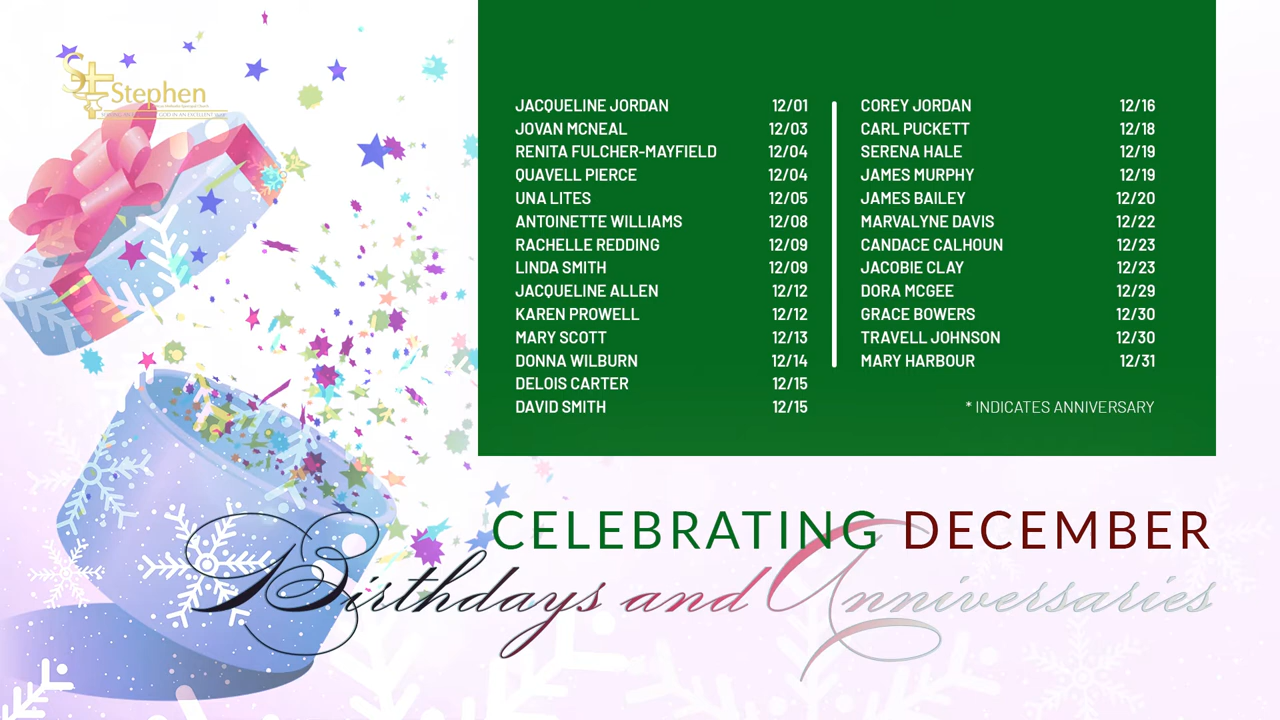 St Stephen
JACQUELINE JORDAN 12/01
JOVAN MCNEAL 12/03
RENITA FULCHER-MAYFIELD 12/04
QUAVELL PIERCE 12/04
UNA LITES 12/05
ANTOINETTE WILLIAMS 12/08
RACHELLE REDDING 12/09
LINDA SMITH 12/09
JACQUELINE ALLEN 12/12
KAREN PROWELL 12/12
MARY SCOTT 12/13
DONNA WILBURN 12/14
DELOIS CARTER 12/15
DAVID SMITH 12/15
COREY JORDAN 12/16
CARL PUCKETT 12/18
SERENA HALE 12/19
JAMES MURPHY 12/19
JAMES BAILEY 12/20
MARVALYNE DAVIS 12/22
CANDACE CALHOUN 12/23
JACOBIE CLAY 12/23
DORA MCGEE 12/29
GRACE BOWERS 12/30
TRAVELL JOHNSON 12/30
MARY HARBOUR 12/31
* INDICATES ANNIVERSARY
CELEBRATING DECEMBER
Birthdays and Anniversaries